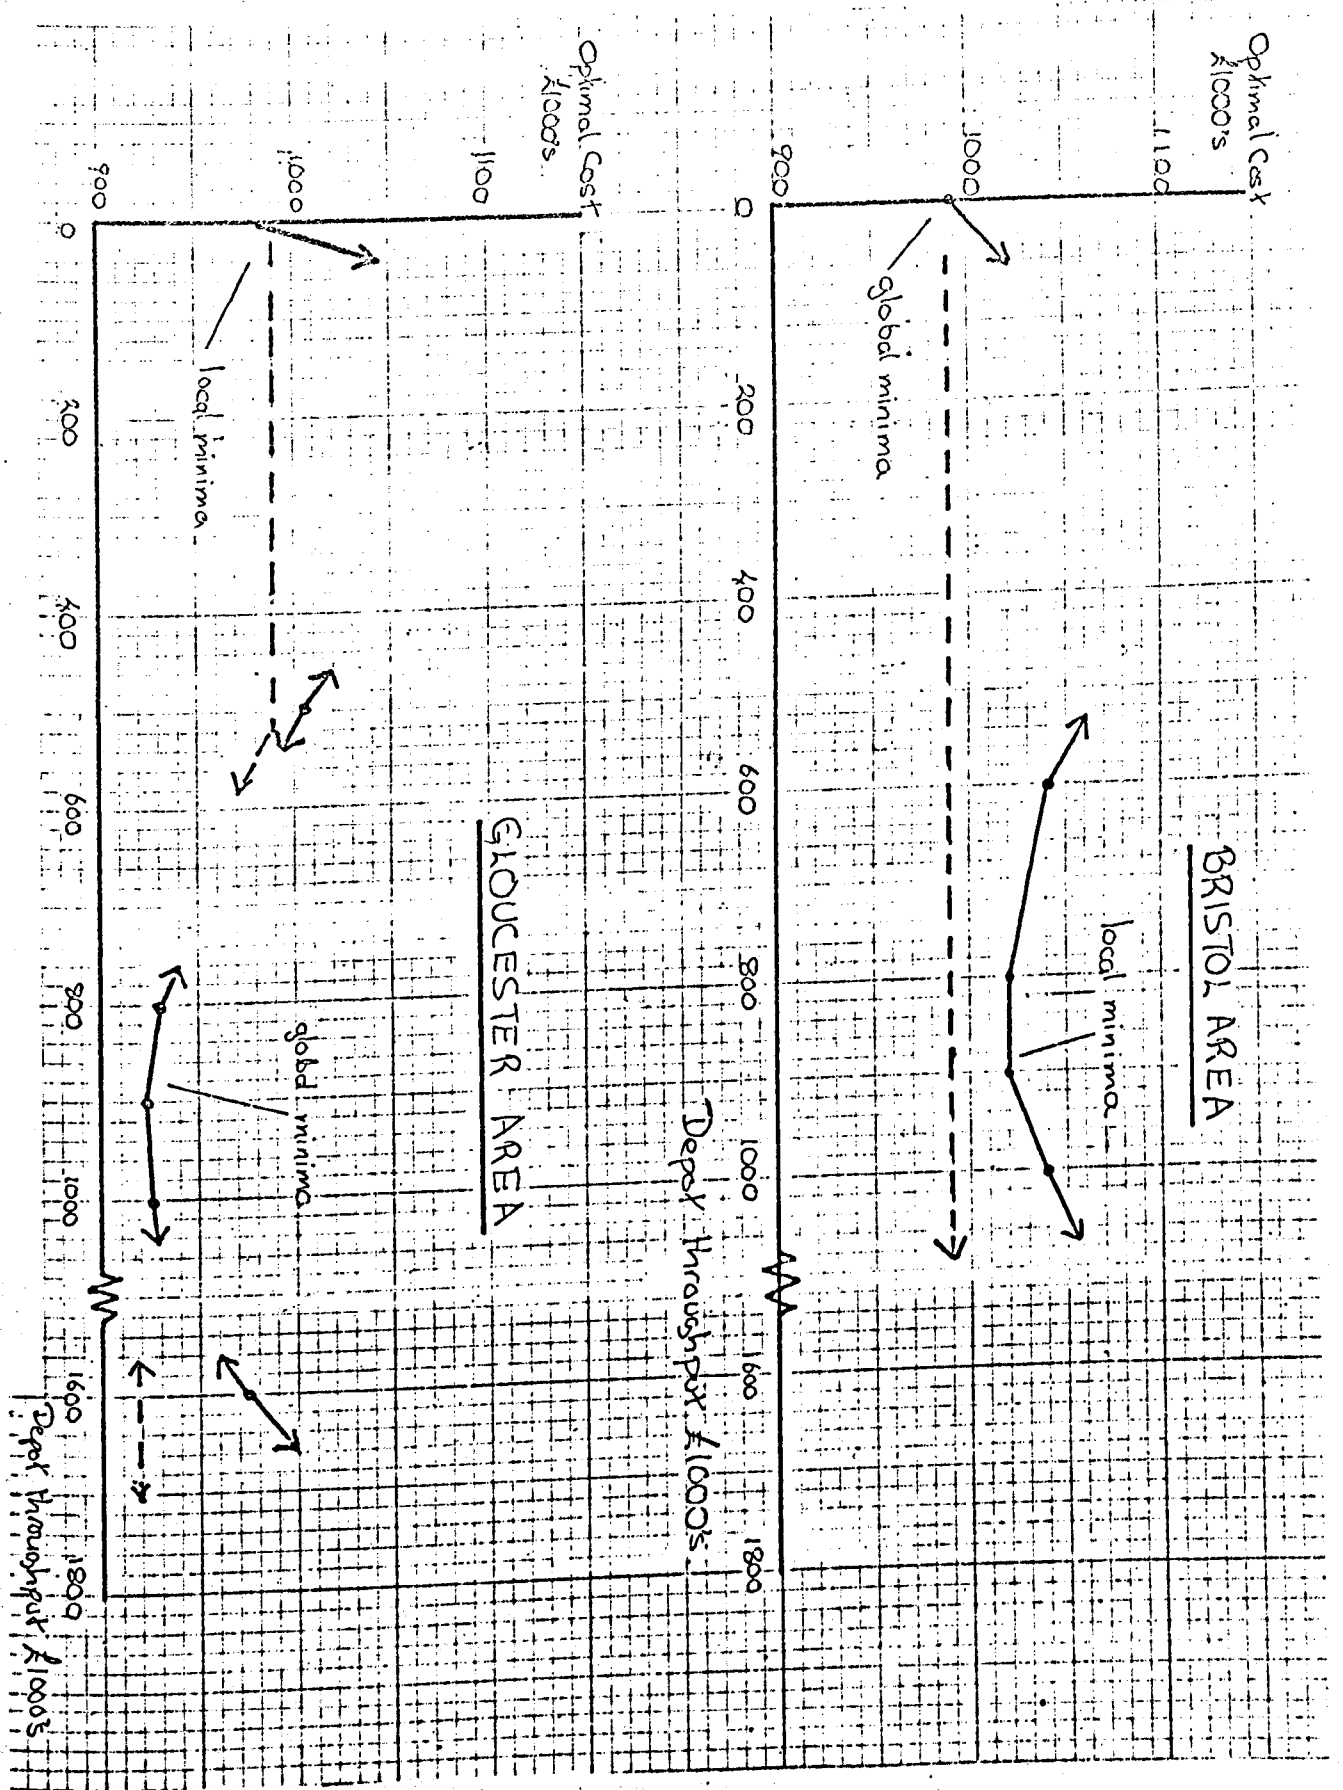 Optimal Cost
£1000's
1100
1000
900
0
200
400
600
800
1000
1600
1800
BRISTOL AREA
local minima
global minima
Depot throughput £1000's
Optimal Cost
£1000's
1100
1000
900
0
200
400
600
800
1000
1600
1800
GLOUCESTER AREA
local minima
global minima
Depot throughput £1000's